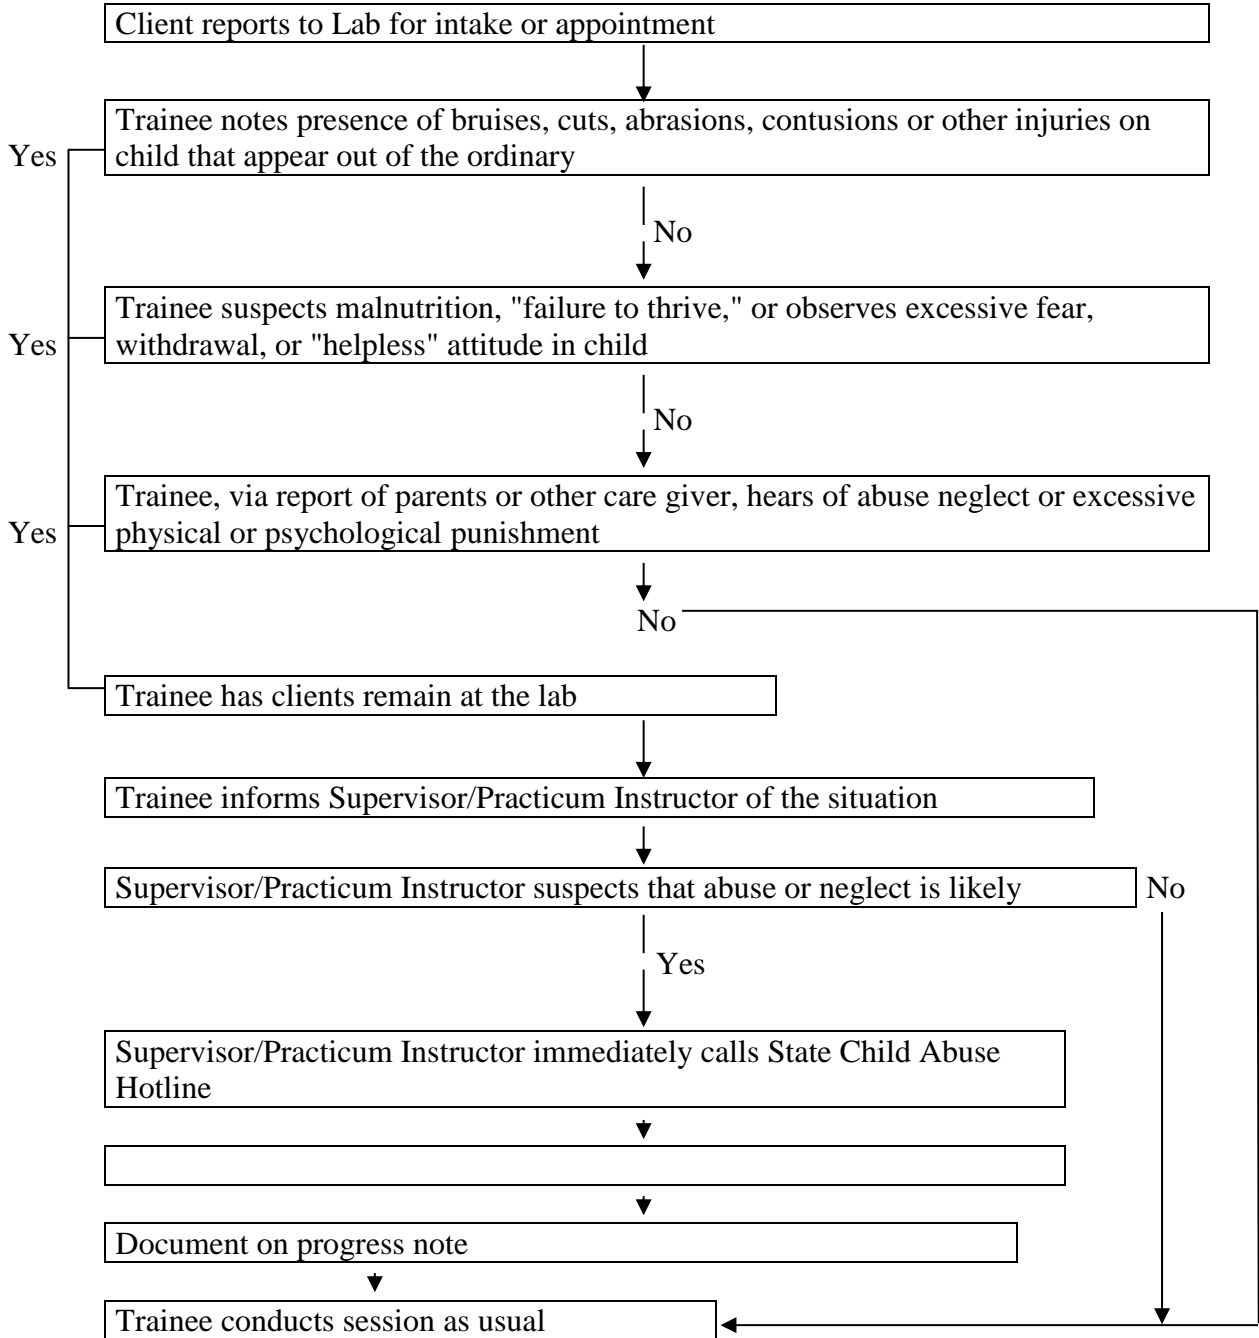 Client reports to Lab for intake or appointment
Trainee notes presence of bruises, cuts, abrasions, contusions or other injuries on
child that appear out of the ordinary
Yes
No
Trainee suspects malnutrition, "failure to thrive," or observes excessive fear,
withdrawal, or "helpless" attitude in child
Yes
No
Trainee, via report of parents or other care giver, hears of abuse neglect or excessive
physical or psychological punishment
Yes
No
Trainee has clients remain at the lab
Trainee informs Supervisor/Practicum Instructor of the situation
Supervisor/Practicum Instructor suspects that abuse or neglect is likely
No
Yes
Supervisor/Practicum Instructor immediately calls State Child Abuse
Hotline
Document on progress note
Trainee conducts session as usual